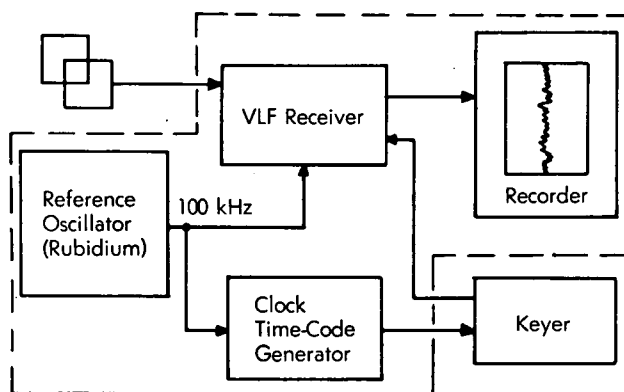 VLF Receiver
Recorder
Reference
Oscillator
(Rubidium)
100 kHz
Clock
Time-Code
Generator
Keyer